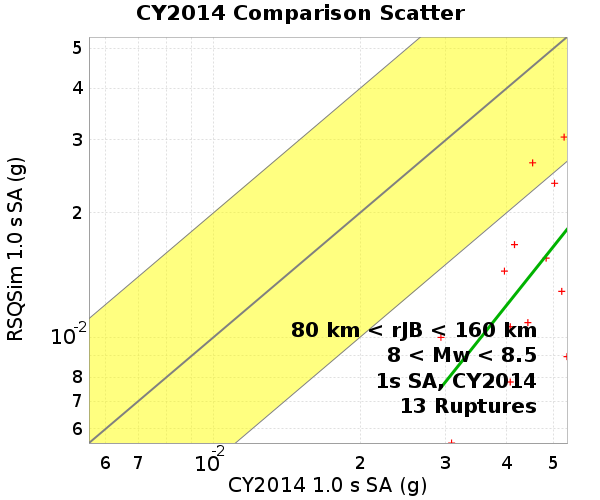 CY2014 Comparison Scatter
RSQSim 1.0 s SA (g)
5
4
3
2
10-2
8
7
6
80 km < rJB < 160 km
8 < Mw < 8.5
1s SA, CY2014
13 Ruptures
6 7 10-2 2 3 4 5
CY2014 1.0 s SA (g)